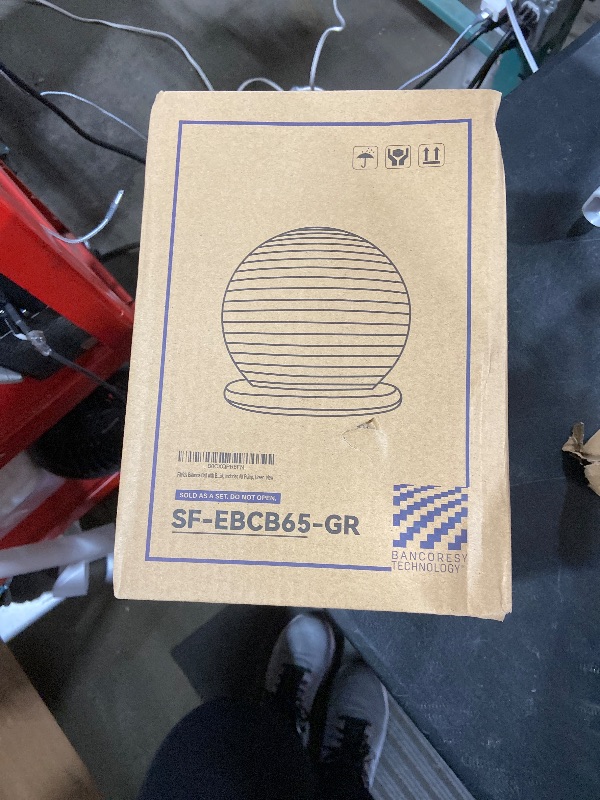 SOLD AS A SET. DO NOT OPEN.
SF-EBCB65-GR
BANCORESY
TECHNOLOGY